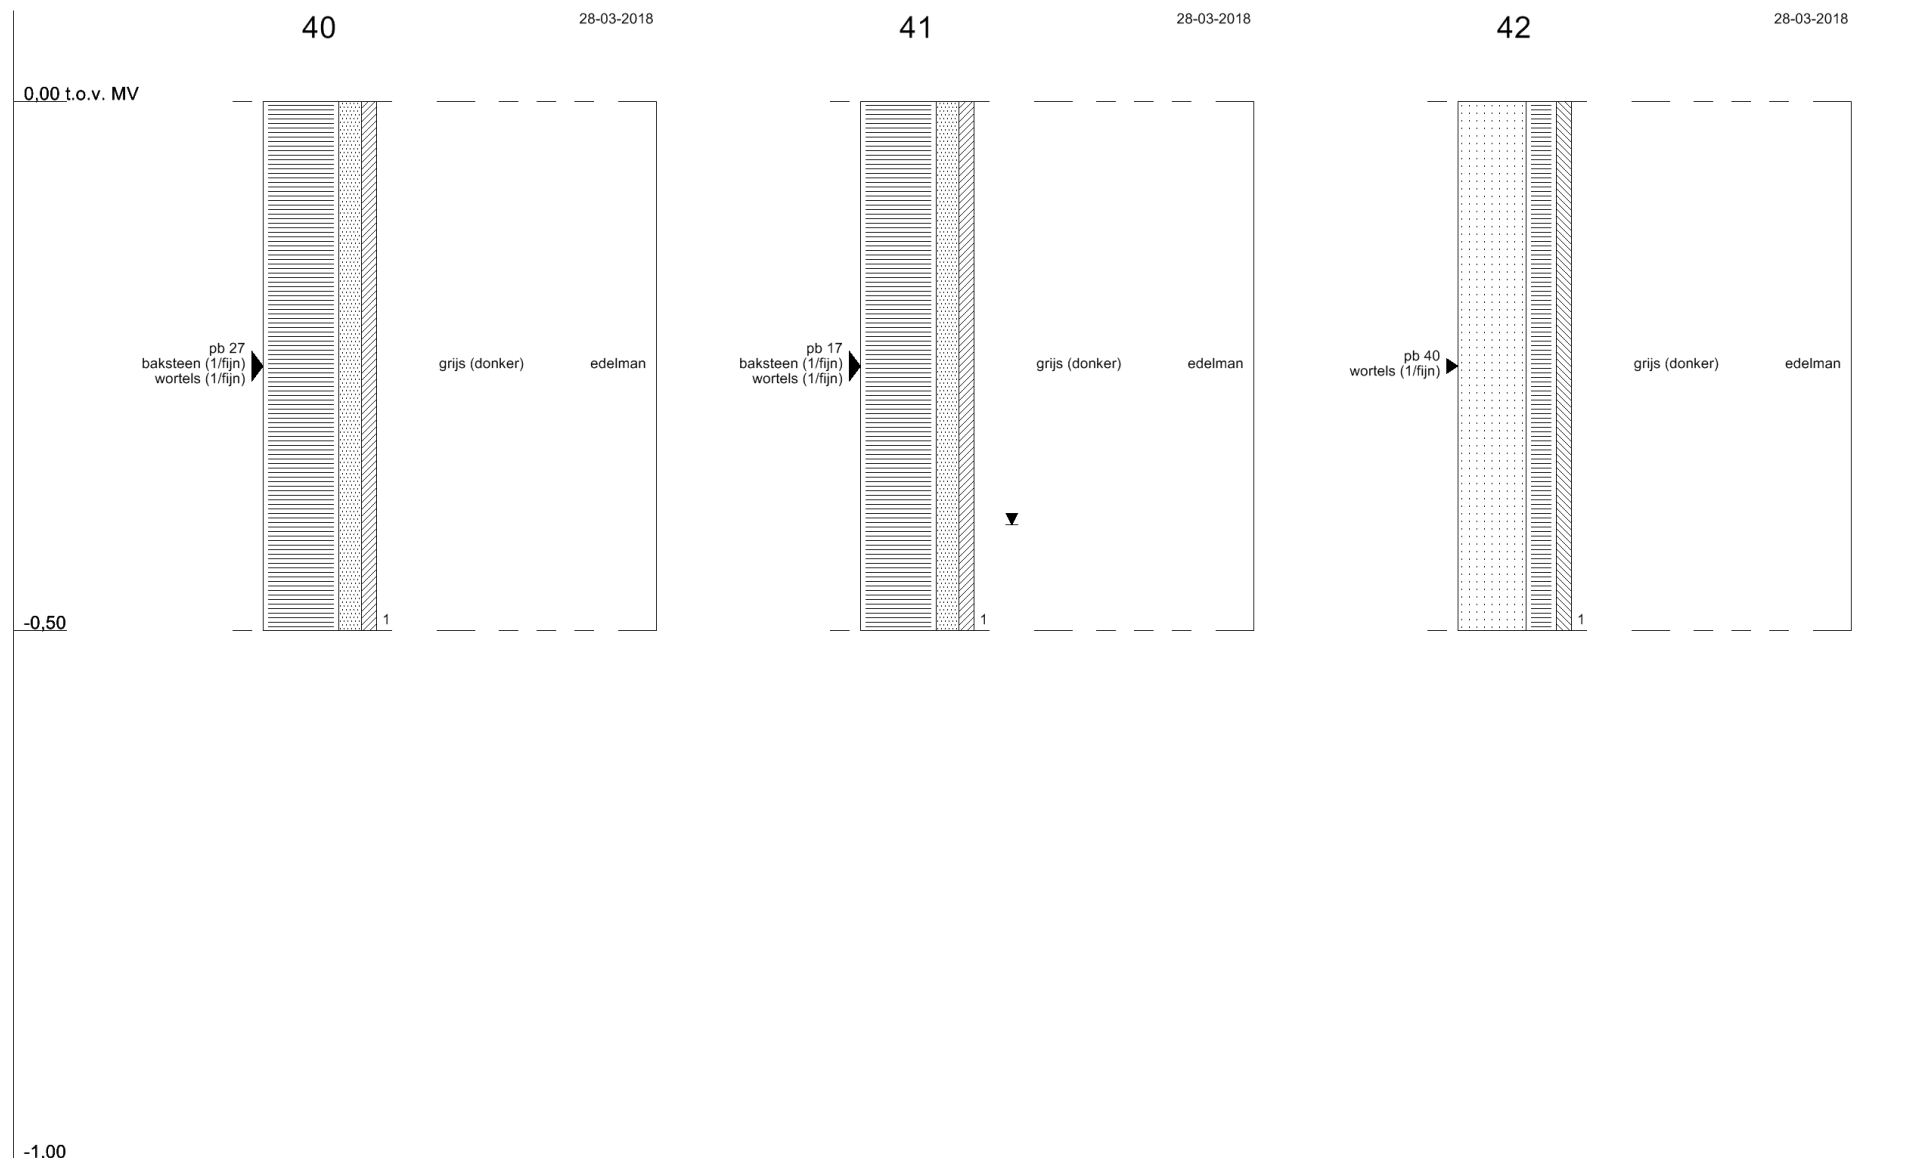 40
28-03-2018
41
28-03-2018
42
28-03-2018
0,00 t.o.v. MV
pb 27
baksteen (1/fijn)
wortels (1/fijn)
grijs (donker)
edelman
1
pb 17
baksteen (1/fijn)
wortels (1/fijn)
grijs (donker)
edelman
1
pb 40
wortels (1/fijn)
grijs (donker)
edelman
1
-0,50
-1,00